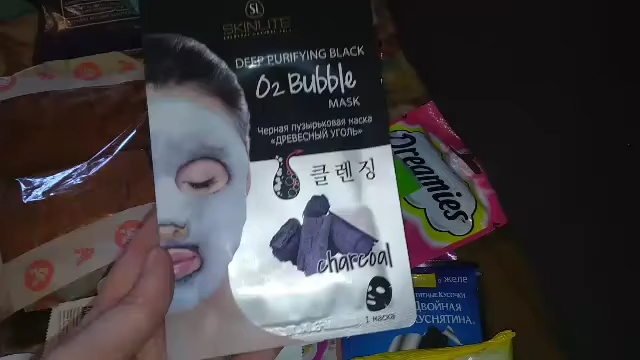 SL
SKINLITE
DEEP PURIFYING BLACK
O2 Bubble
MASK
Черная пузырьковая маска
«ДРЕВЕСНЫЙ УГОЛЬ»
클렌징
charcoal
1 маска
Dreamies
В желе
ДВОЙНАЯ